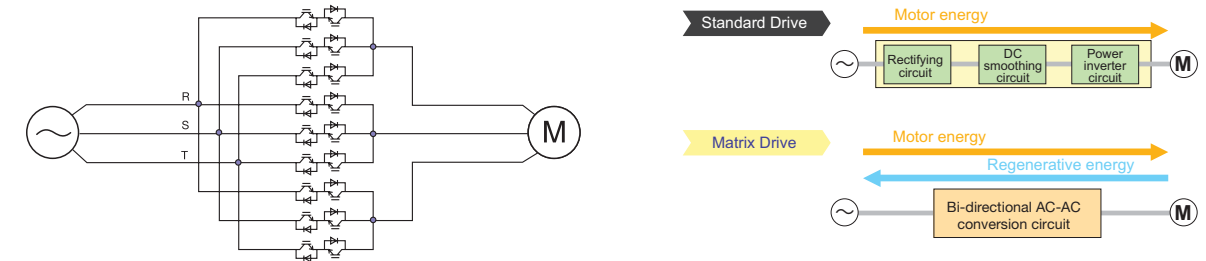 R
S
T
M
Standard Drive
Motor energy
Rectifying
circuit
DC
smoothing
circuit
Power
inverter
circuit
M
Matrix Drive
Motor energy
Regenerative energy
Bi-directional AC-AC
conversion circuit
M